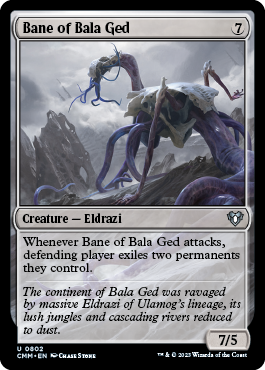 Bane of Bala Ged 7
Creature — Eldrazi
Whenever Bane of Bala Ged attacks,
defending player exiles two permanents
they control.
The continent of Bala Ged was ravaged
by massive Eldrazi of Ulamog's lineage, its
lush jungles and cascading rivers reduced
to dust.
7/5
U 0802
CMM • EN Chase Stone
™ & © 2023 Wizards of the Coast